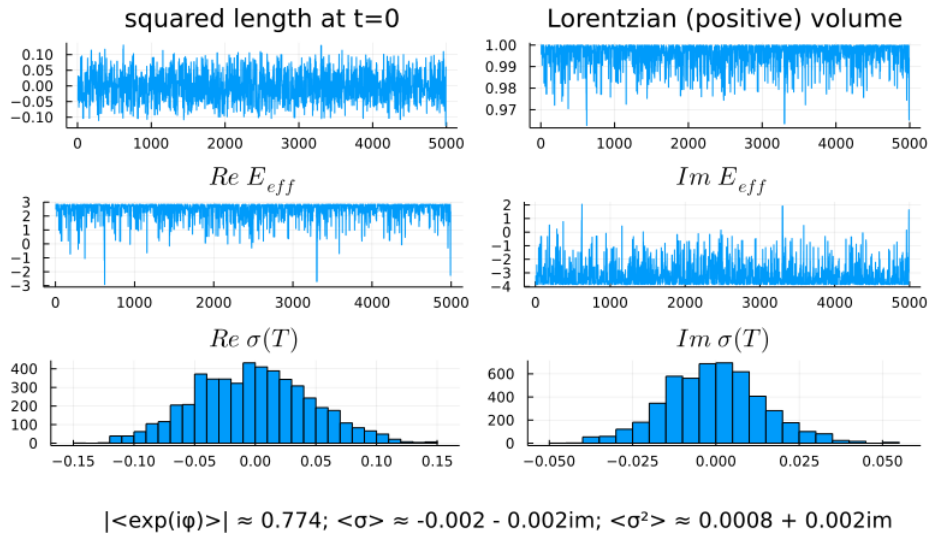 squared length at t=0
Lorentzian (positive) volume
0.10
0.05
0.00
−0.05
−0.10
0 1000 2000 3000 4000 5000
1.00
0.99
0.98
0.97
0 1000 2000 3000 4000 5000
Re E_eff
Im E_eff
3
2
1
0
−1
−2
−3
0 1000 2000 3000 4000 5000
2
1
0
−1
−2
−3
−4
0 1000 2000 3000 4000 5000
Re σ(T)
Im σ(T)
400
300
200
100
0
−0.15 −0.10 −0.05 0.00 0.05 0.10 0.15
600
400
200
0
−0.050 −0.025 0.000 0.025 0.050
|<exp(iφ)>| ≈ 0.774; <σ> ≈ -0.002 - 0.002im; <σ²> ≈ 0.0008 + 0.002im